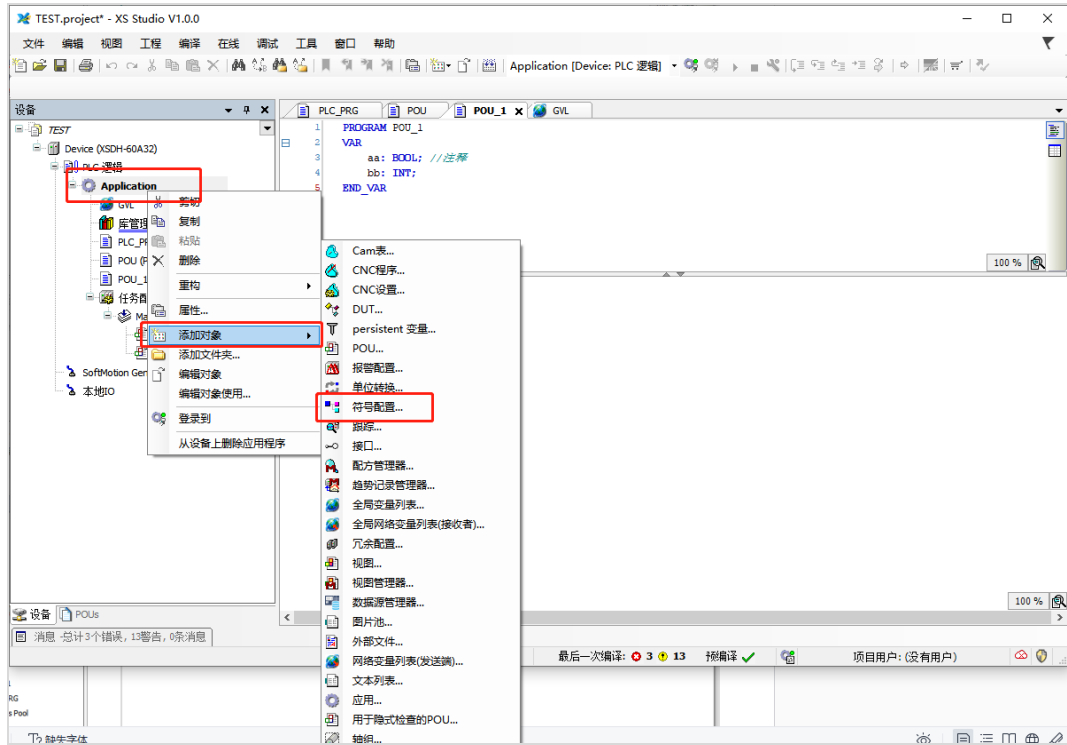 TEST.project* - XS Studio V1.0.0
文件 编辑 视图 工程 编译 在线 调试 工具 窗口 帮助
Application [Device: PLC 逻辑]
设备
PLC_PRG POU POU_1 GVL
TEST
Device (XSDH-60A32)
PLC 逻辑
Application
GVL
库管理
PLC_PR
POU (P
POU_1
任务配
Ma
SoftMotion Gen
本地IO
1 PROGRAM POU_1
2 VAR
3 aa: BOOL; //注释
4 bb: INT;
5 END_VAR
100 %
剪切
复制
粘贴
删除
重构
属性...
添加对象
添加文件夹...
编辑对象
编辑对象使用...
登录到
从设备上删除应用程序
Cam表...
CNC程序...
CNC设置...
DUT...
persistent 变量...
POU...
报警配置...
单位转换...
符号配置...
跟踪...
接口...
配方管理器...
趋势记录管理器...
全局变量列表...
全局网络变量列表(接收者)...
冗余配置...
视图...
视图管理器...
数据源管理器...
图片池...
外部文件...
网络变量列表(发送端)...
文本列表...
应用...
用于隐式检查的POU...
轴组...
100 %
设备 POUs
消息 -总计3个错误, 13警告, 0条消息
最后一次编译: 3 13 预编译 项目用户: (没有用户)
RG
s Pool
缺失字体